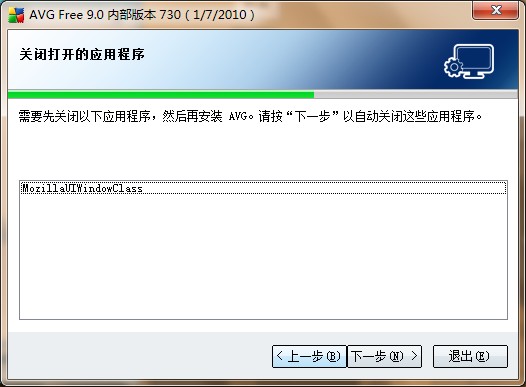 AVG Free 9.0 内部版本 730 ( 1/7/2010 )
关闭打开的应用程序
需要先关闭以下应用程序，然后再安装 AVG。请按“下一步”以自动关闭这些应用程序。
MozillaUIWindowClass
< 上一步(B) 下一步(N) > 退出(E)